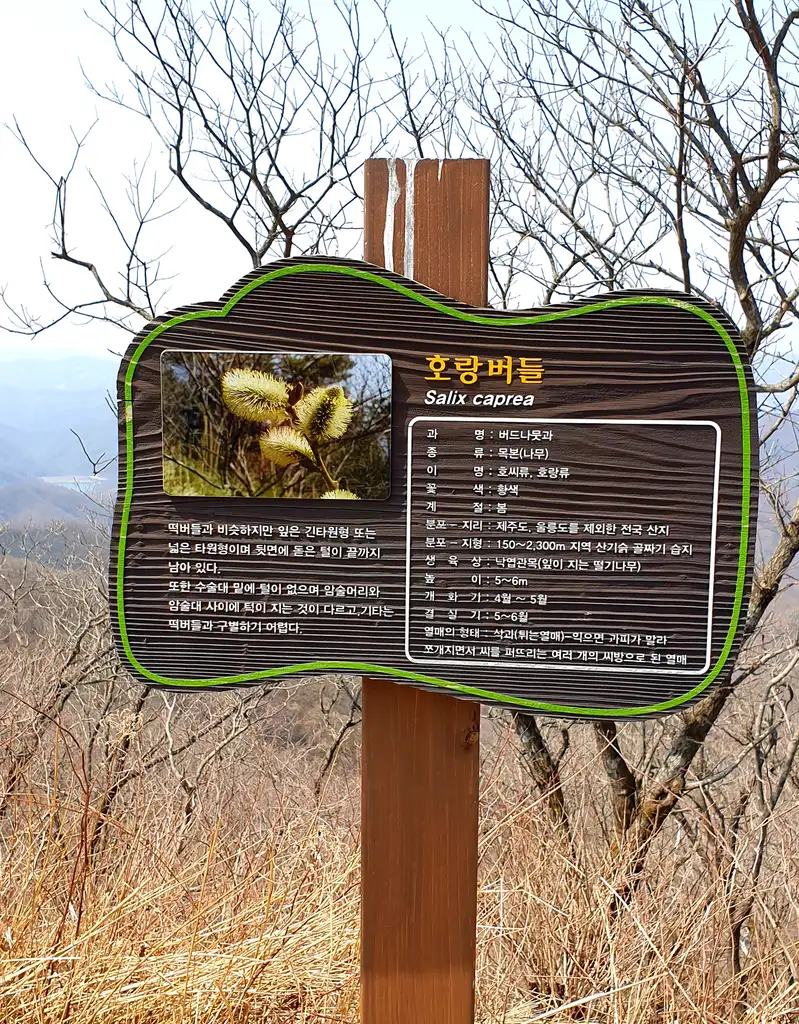 호랑버들
Salix caprea
과 명 : 버드나뭇과
종 류 : 목본(나무)
이 명 : 호씨류, 호랑류
꽃 색 : 황색
계 절 : 봄
분포 - 지리 : 제주도, 울릉도를 제외한 전국 산지
분포 - 지형 : 150~2,300m 지역 산기슭 골짜기 습지
생 육 상 : 낙엽관목(잎이 지는 떨기나무)
높 이 : 5~6m
개 화 기 : 4월 ~ 5월
결 실 기 : 5~6월
열매의 형태 : 삭과(튀는열매)-익으면 과피가 말라
쪼개지면서 씨를 퍼뜨리는 여러 개의 씨방으로 된 열매
떡버들과 비슷하지만 잎은 긴타원형 또는
넓은 타원형이며 뒷면에 돋은 털이 끝까지
남아 있다.
또한 수술대 밑에 털이 없으며 암술머리와
암술대 사이에 턱이 지는 것이 다르고,기타는
떡버들과 구별하기 어렵다.